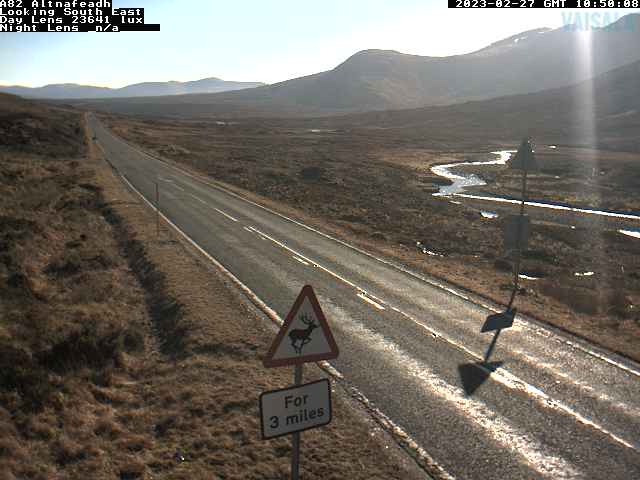 A82 Altnafeadh
Looking South East
Day Lens 23641 lux
Night Lens n/a
2023-02-27 GMT 10:50:08
VAISALA
For
3 miles